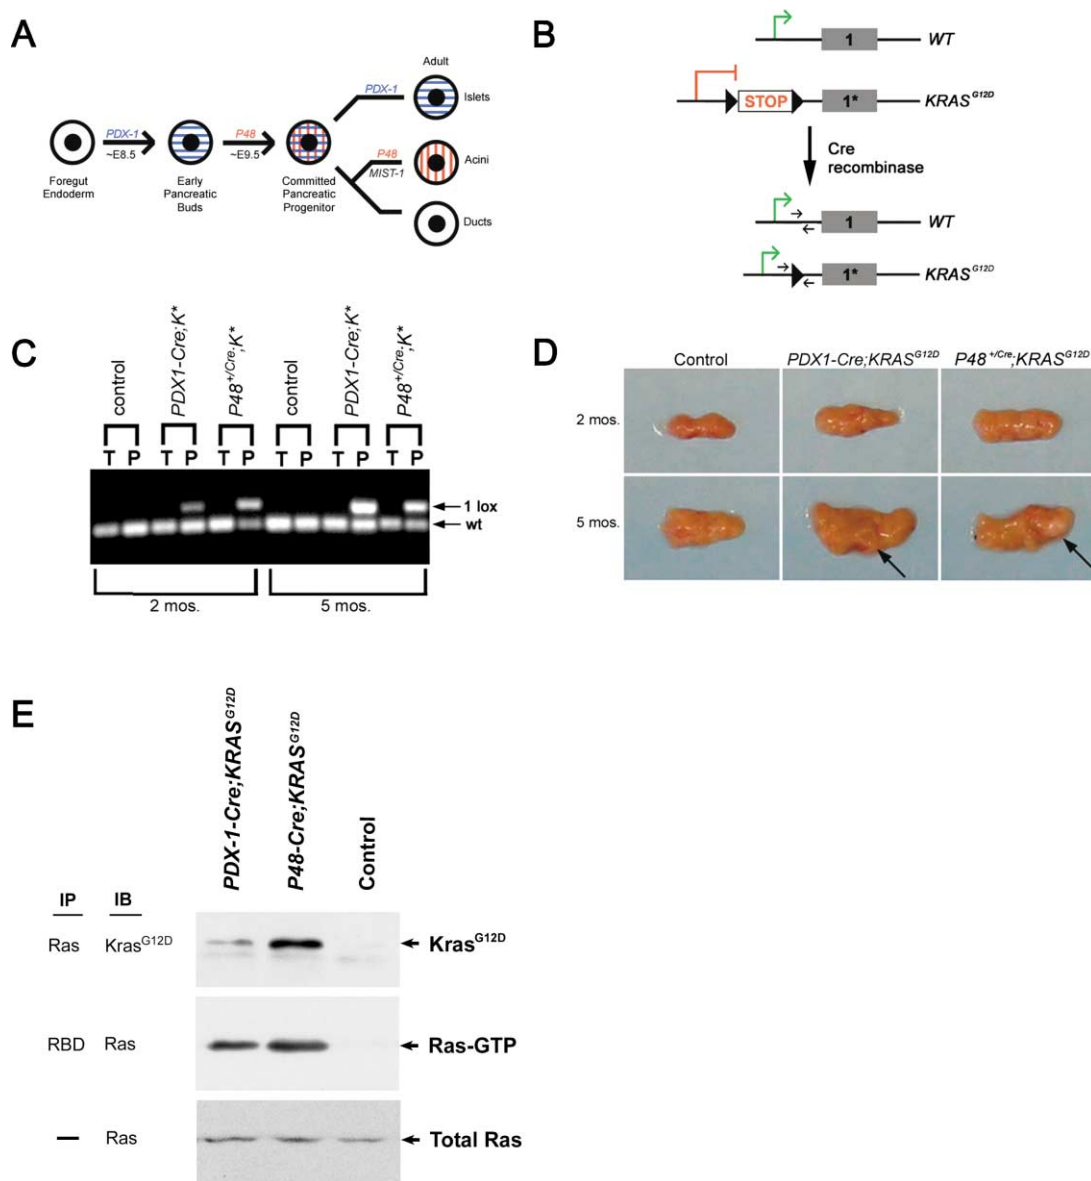 A
Adult
PDX-1
Islets
PDX-1
~E8.5
P48
~E9.5
P48
MIST-1
Acini
Foregut
Endoderm
Early
Pancreatic
Buds
Committed
Pancreatic
Progenitor
Ducts
B
1
WT
STOP
1*
KRAS^G12D
Cre
recombinase
1
WT
1*
KRAS^G12D
C
control
PDX1-Cre;K*
P48^+/Cre;K*
control
PDX1-Cre;K*
P48^+/Cre;K*
T P T P T P T P T P T P
1 lox
wt
2 mos.
5 mos.
D
Control
PDX1-Cre;KRAS^G12D
P48^+/Cre;KRAS^G12D
2 mos.
5 mos.
E
PDX-1-Cre;KRAS^G12D
P48-Cre;KRAS^G12D
Control
IP IB
Ras Kras^G12D
Kras^G12D
RBD Ras
Ras-GTP
– Ras
Total Ras